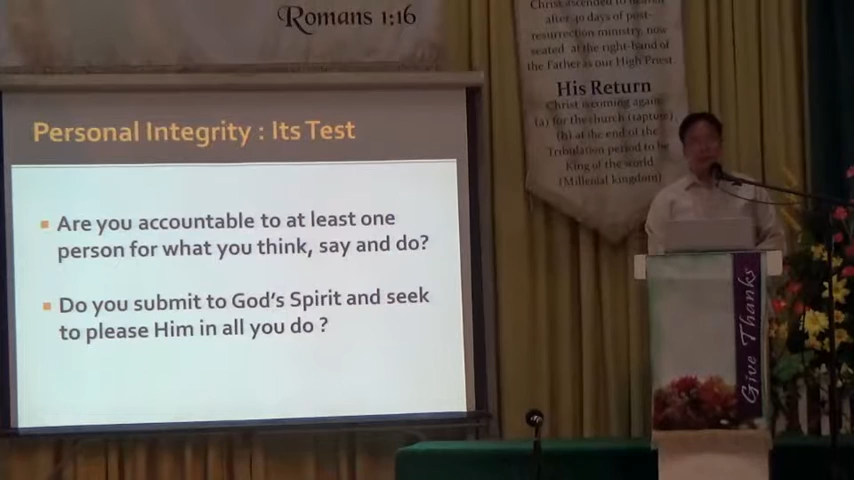 Romans 1:16
Personal Integrity : Its Test
Are you accountable to at least one
person for what you think, say and do?
Do you submit to God's Spirit and seek
to please Him in all you do ?
Christ ascended to
after 40 days of post-
resurrection ministry, now
seated at the right-hand of
the Father as our High Priest.
His Return
Christ is coming again
(a) for the church (rapture)
(b) at the end of the
Tribulation period to
as King of the world
(Millenial kingdom)
Give Thanks